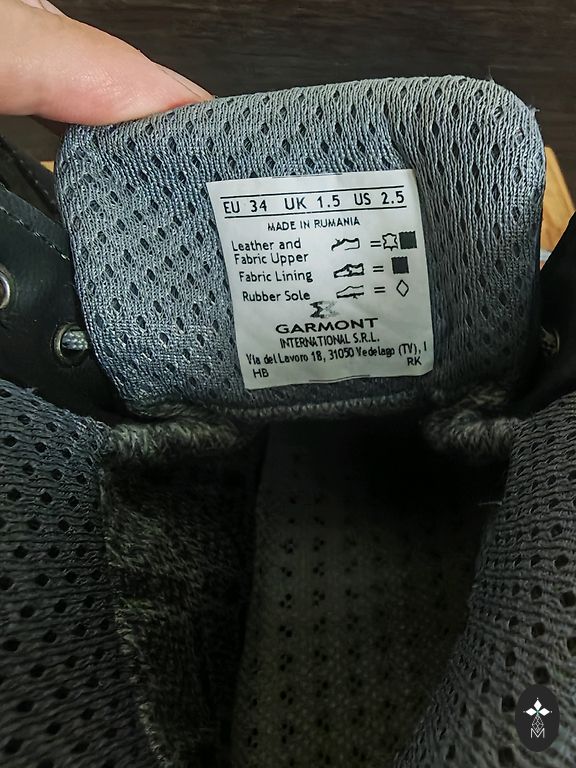 EU 34 UK 1.5 US 2.5
MADE IN RUMANIA
Leather and
Fabric Upper
Fabric Lining
Rubber Sole
GARMONT
INTERNATIONAL S.R.L.
Via del Lavoro 18, 31050 Vedelago (TV), I
HB RK
M